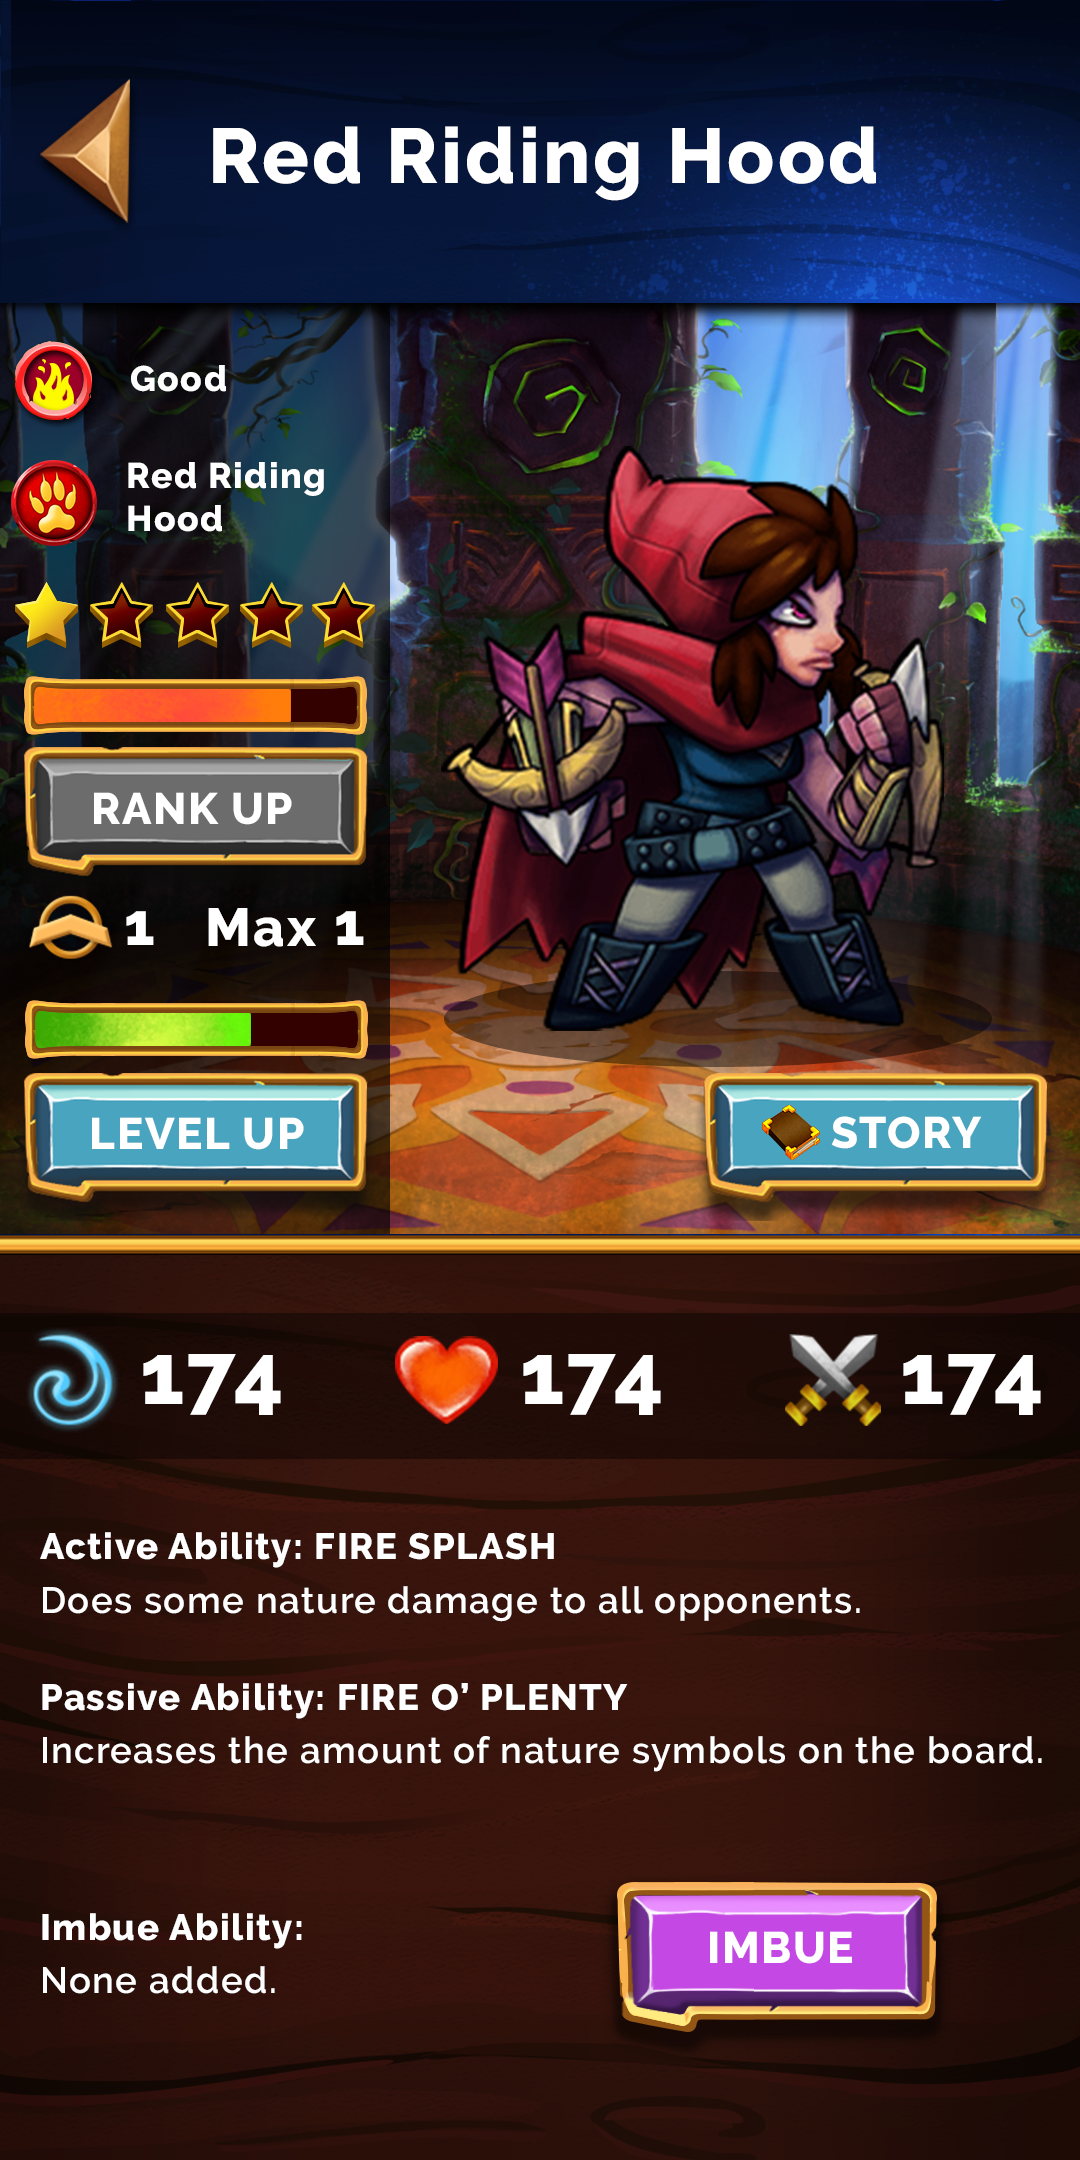 Red Riding Hood
Good
Red Riding
Hood
RANK UP
1 Max 1
LEVEL UP
STORY
174 174 174
Active Ability: FIRE SPLASH
Does some nature damage to all opponents.
Passive Ability: FIRE O’ PLENTY
Increases the amount of nature symbols on the board.
Imbue Ability:
None added.
IMBUE